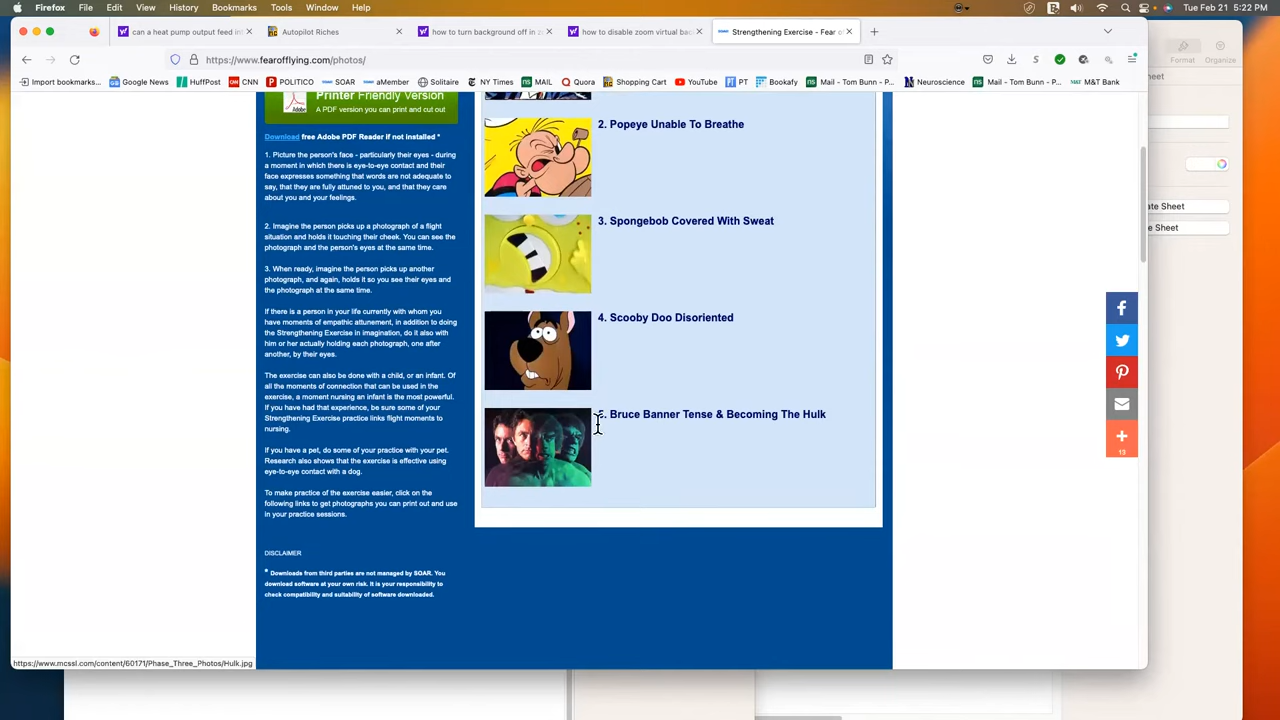 Firefox File Edit View History Bookmarks Tools Window Help Tue Feb 21 5:22 PM
can a heat pump output feed int
Autopilot Riches
how to turn background off in zo
how to disable zoom virtual bac
Strengthening Exercise - Fear of
https://www.fearofflying.com/photos/
Import bookmarks... Google News HuffPost CNN POLITICO SOAR aMember Solitaire NY Times MAIL Quora Shopping Cart YouTube PT Bookafy Mail - Tom Bunn - P... Neuroscience Mail - Tom Bunn - P... M&T Bank
Format Organize
Printer Friendly Version
A PDF version you can print and cut out
Adobe
Download free Adobe PDF Reader if not installed *
1. Picture the person's face - particularly their eyes - during
a moment in which there is eye-to-eye contact and their
face expresses something that words are not adequate to
say, that they are fully attuned to you, and that they care
about you and your feelings.
2. Imagine the person picks up a photograph of a flight
situation and holds it touching their cheek. You can see the
photograph and the person's eyes at the same time.
3. When ready, imagine the person picks up another
photograph, and again, holds it so you see their eyes and
the photograph at the same time.
If there is a person in your life currently with whom you
have moments of empathic attunement, in addition to doing
the Strengthening Exercise in imagination, do it also with
him or her actually holding each photograph, one after
another, by their eyes.
The exercise can also be done with a child, or an infant. Of
all the moments of connection that can be used in the
exercise, a moment nursing an infant is the most powerful.
If you have had that experience, be sure some of your
Strengthening Exercise practice links flight moments to
nursing.
If you have a pet, do some of your practice with your pet.
Research also shows that the exercise is effective using
eye-to-eye contact with a dog.
To make practice of the exercise easier, click on the
following links to get photographs you can print out and use
in your practice sessions.
DISCLAIMER
* Downloads from third parties are not managed by SOAR. You
download software at your own risk. It is your responsibility to
check compatibility and suitability of software downloaded.
2. Popeye Unable To Breathe
3. Spongebob Covered With Sweat
4. Scooby Doo Disoriented
. Bruce Banner Tense & Becoming The Hulk
19
ate Sheet
e Sheet
https://www.mcssl.com/content/60171/Phase_Three_Photos/Hulk.jpg